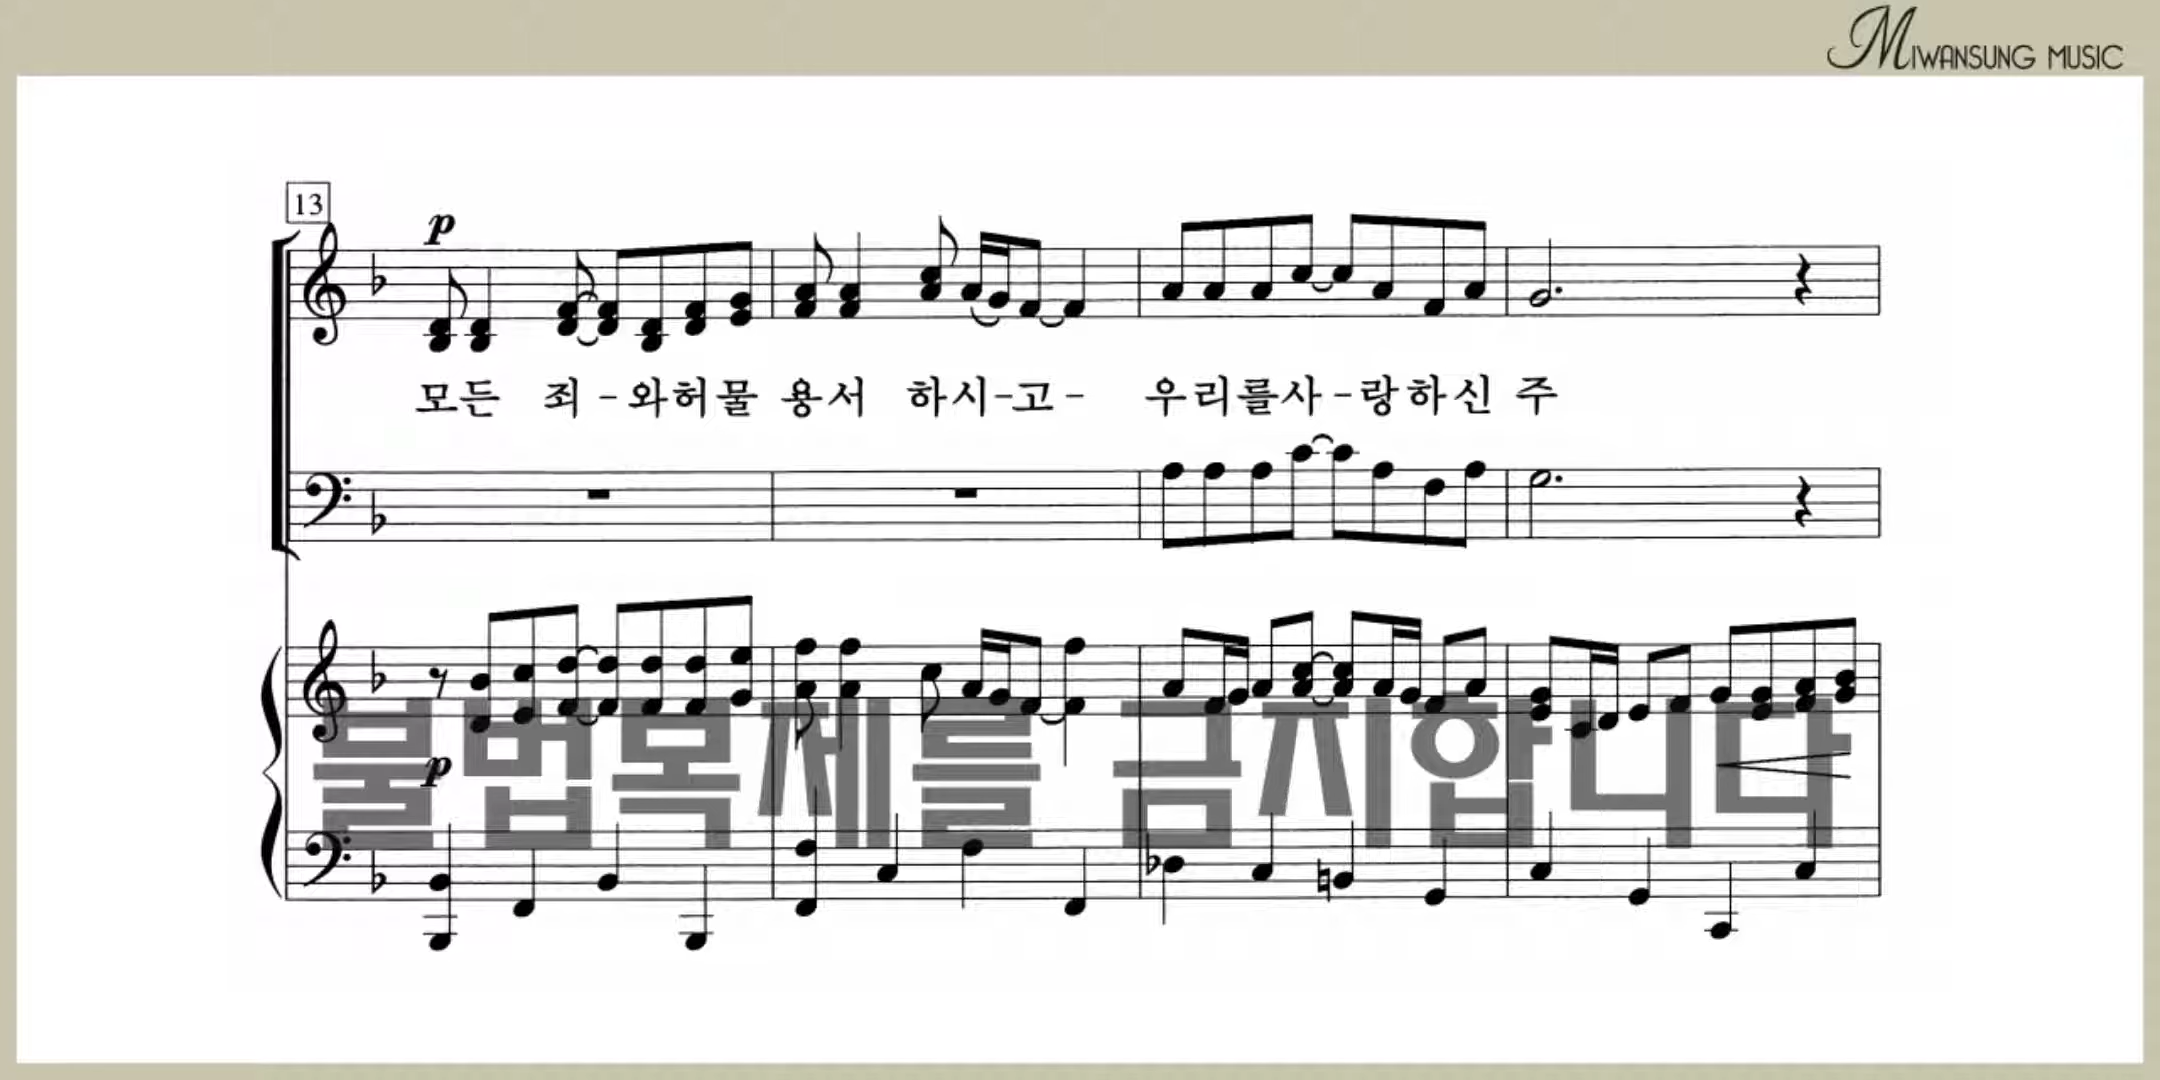 MIWANSUNG MUSIC
13
p
모든 죄-와허물 용서 하시-고- 우리를사-랑하신 주
p
불법복제를 금지합니다